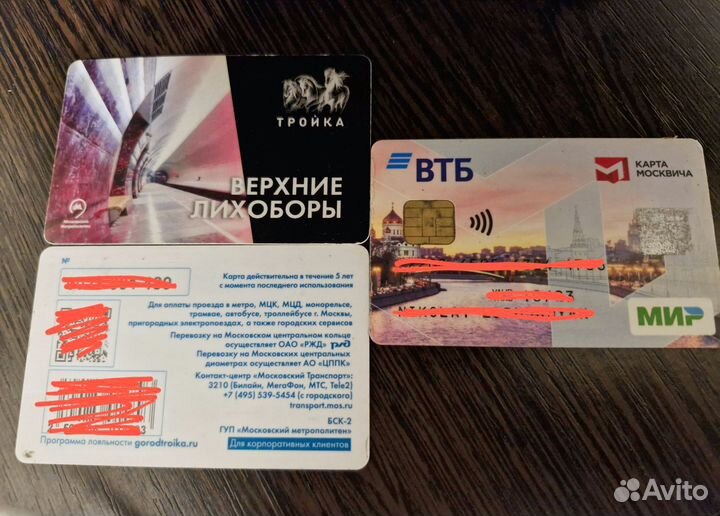 ТРОЙКА
ВЕРХНИЕ
ЛИХОБОРЫ
Московский
Метрополитен
№
Карта действительна в течение 5 лет
с момента последнего использования
Для оплаты проезда в метро, МЦК, МЦД, монорельсе,
трамвае, автобусе, троллейбусе г. Москвы,
пригородных электропоездах, а также городских сервисов
Перевозку на Московском центральном кольце
осуществляет ОАО «РЖД» РЖД
Перевозку на Московских центральных
диаметрах осуществляет АО «ЦППК»
Контакт-центр «Московский Транспорт»:
3210 (Билайн, МегаФон, МТС, Tele2)
+7 (495) 539-5454 (с городского)
transport.mos.ru
БСК-2
ГУП «Московский метрополитен»
Программа лояльности gorodtroika.ru
Для корпоративных клиентов
ВТБ
КАРТА
МОСКВИЧА
МИР
Avito